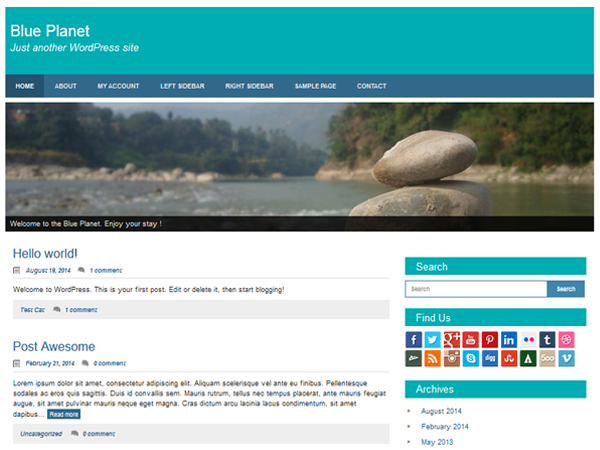 Blue Planet
Just another WordPress site
HOME ABOUT MY ACCOUNT LEFT SIDEBAR RIGHT SIDEBAR SAMPLE PAGE CONTACT
Welcome to the Blue Planet. Enjoy your stay !
Hello world!
August 19, 2014 1 comment
Welcome to WordPress. This is your first post. Edit or delete it, then start blogging!
Test Cat 1 comment
Post Awesome
February 21, 2014 0 comment
Lorem ipsum dolor sit amet, consectetur adipiscing elit. Aliquam scelerisque vel ante eu finibus. Pellentesque
sodales ac eros quis sagittis. Duis id convallis sem. Mauris rutrum, tellus nec tempus placerat, ante mauris feugiat
augue, sit amet pulvinar mauris neque eget magna. Cras dictum arcu lacinia lacus condimentum, sit amet
dapibus... Read more
Uncategorized 0 comment
Search
Search Search
Find Us
Archives
August 2014
February 2014
May 2013